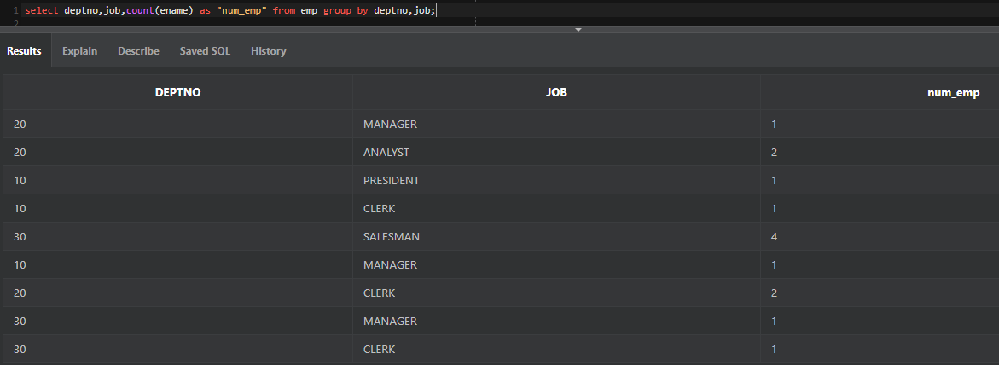 1 select deptno,job,count(ename) as "num_emp" from emp group by deptno,job;
2
Results Explain Describe Saved SQL History
DEPTNO JOB num_emp
20 MANAGER 1
20 ANALYST 2
10 PRESIDENT 1
10 CLERK 1
30 SALESMAN 4
10 MANAGER 1
20 CLERK 2
30 MANAGER 1
30 CLERK 1